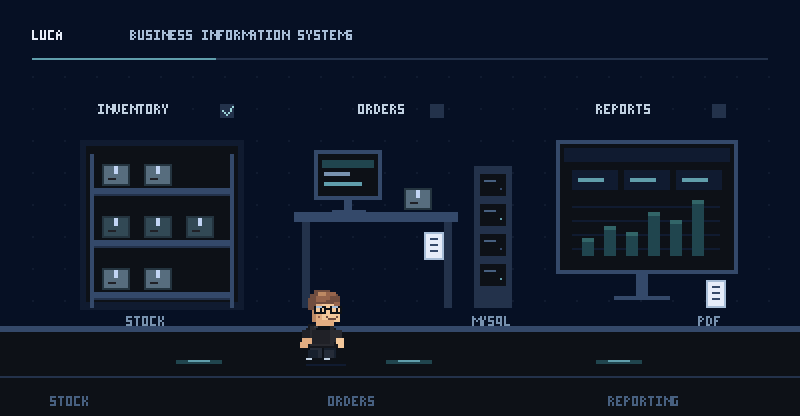 LUCA BUSINESS INFORMATION SYSTEMS
INVENTORY ORDERS REPORTS
STOCK MYSQL PDF
STOCK ORDERS REPORTING